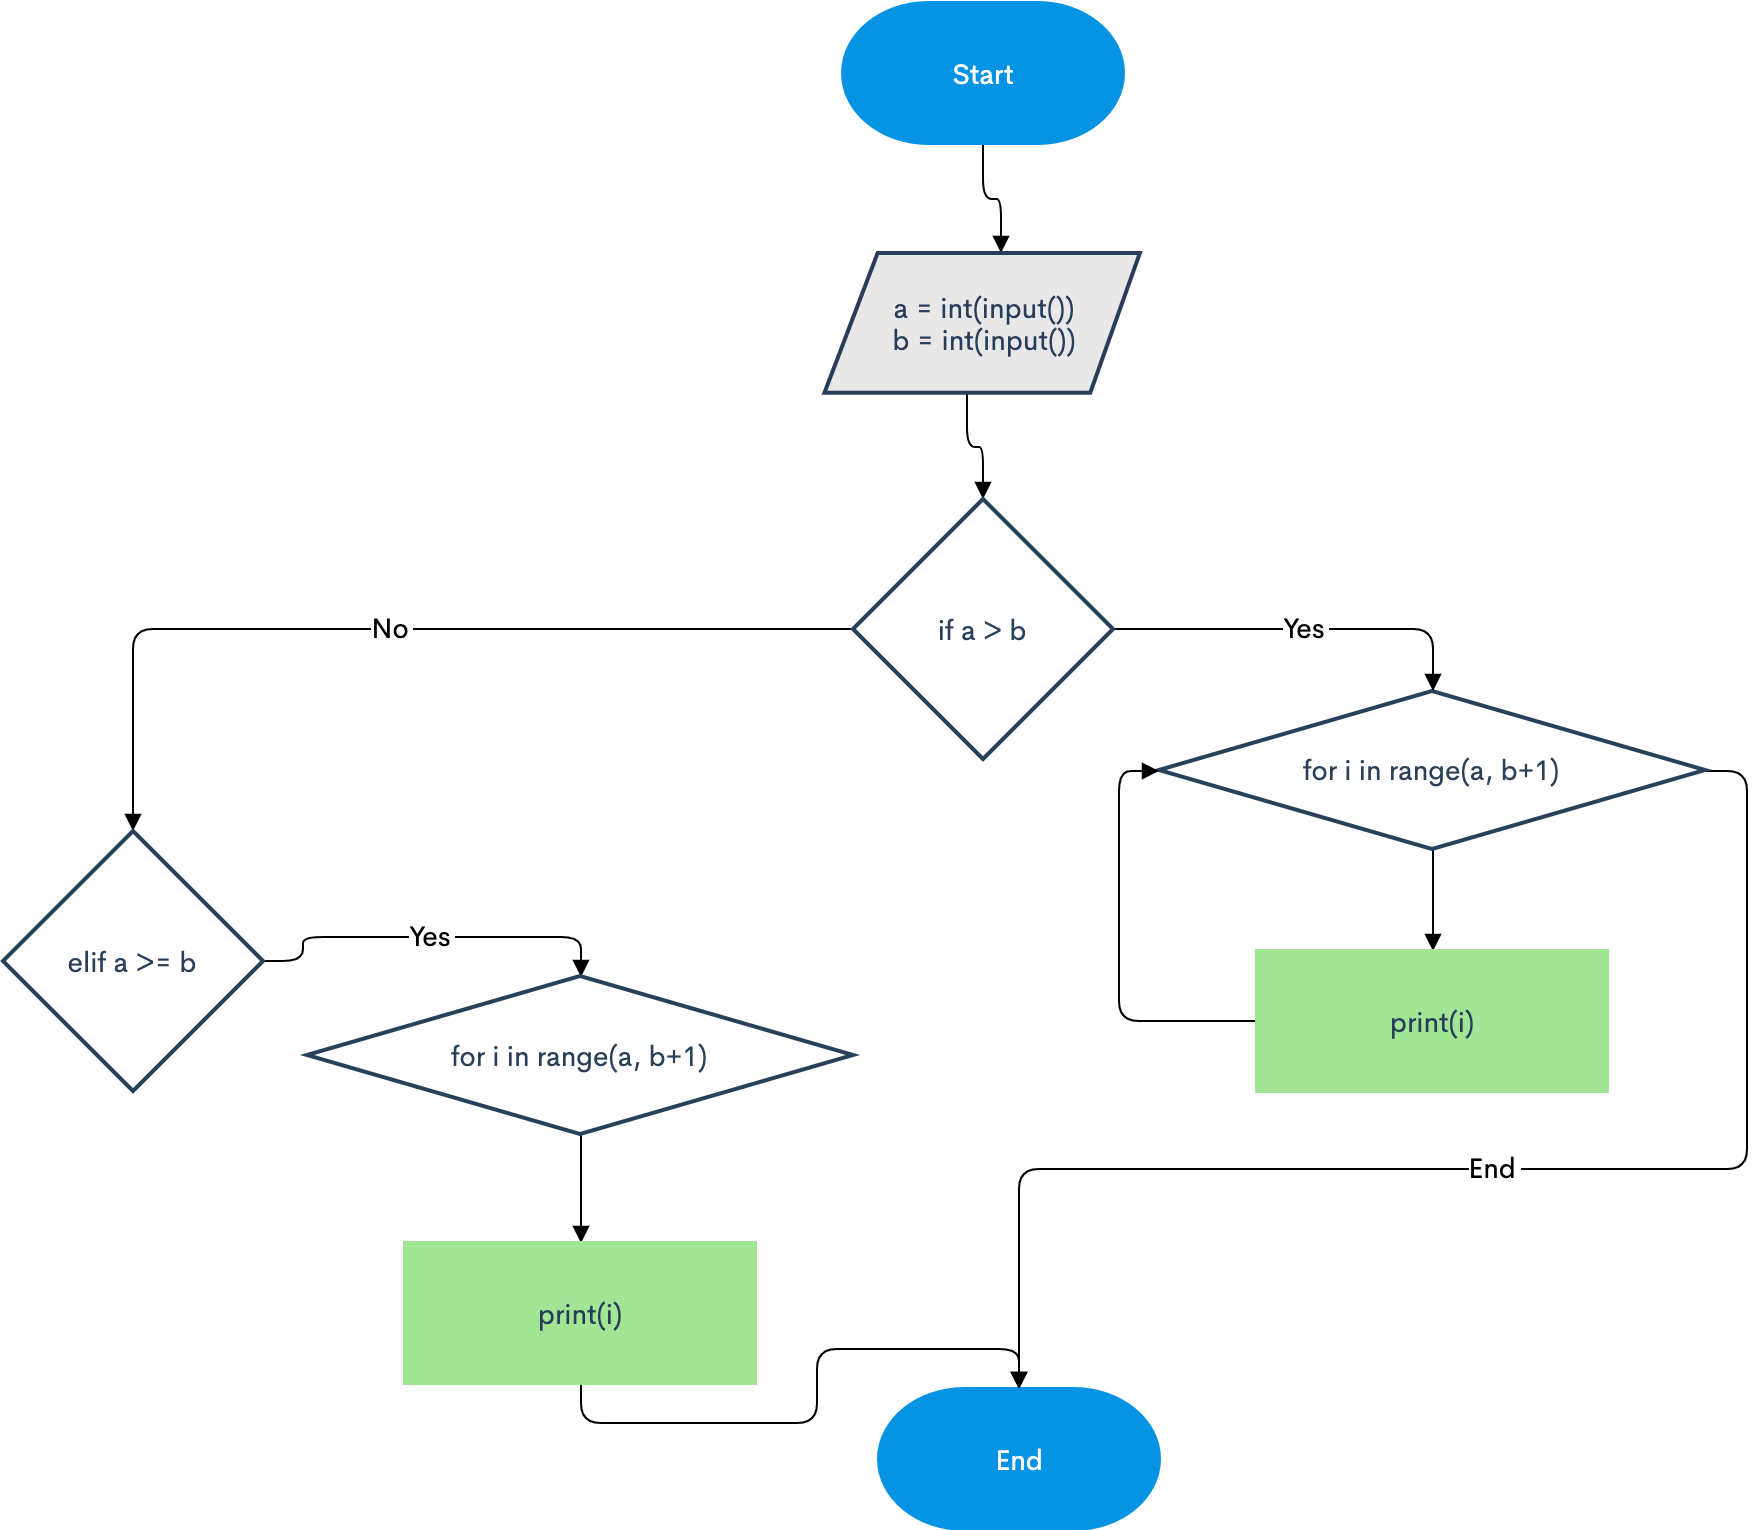 Start
a = int(input())
b = int(input())
if a > b
No
Yes
for i in range(a, b+1)
print(i)
elif a >= b
Yes
for i in range(a, b+1)
print(i)
End
End